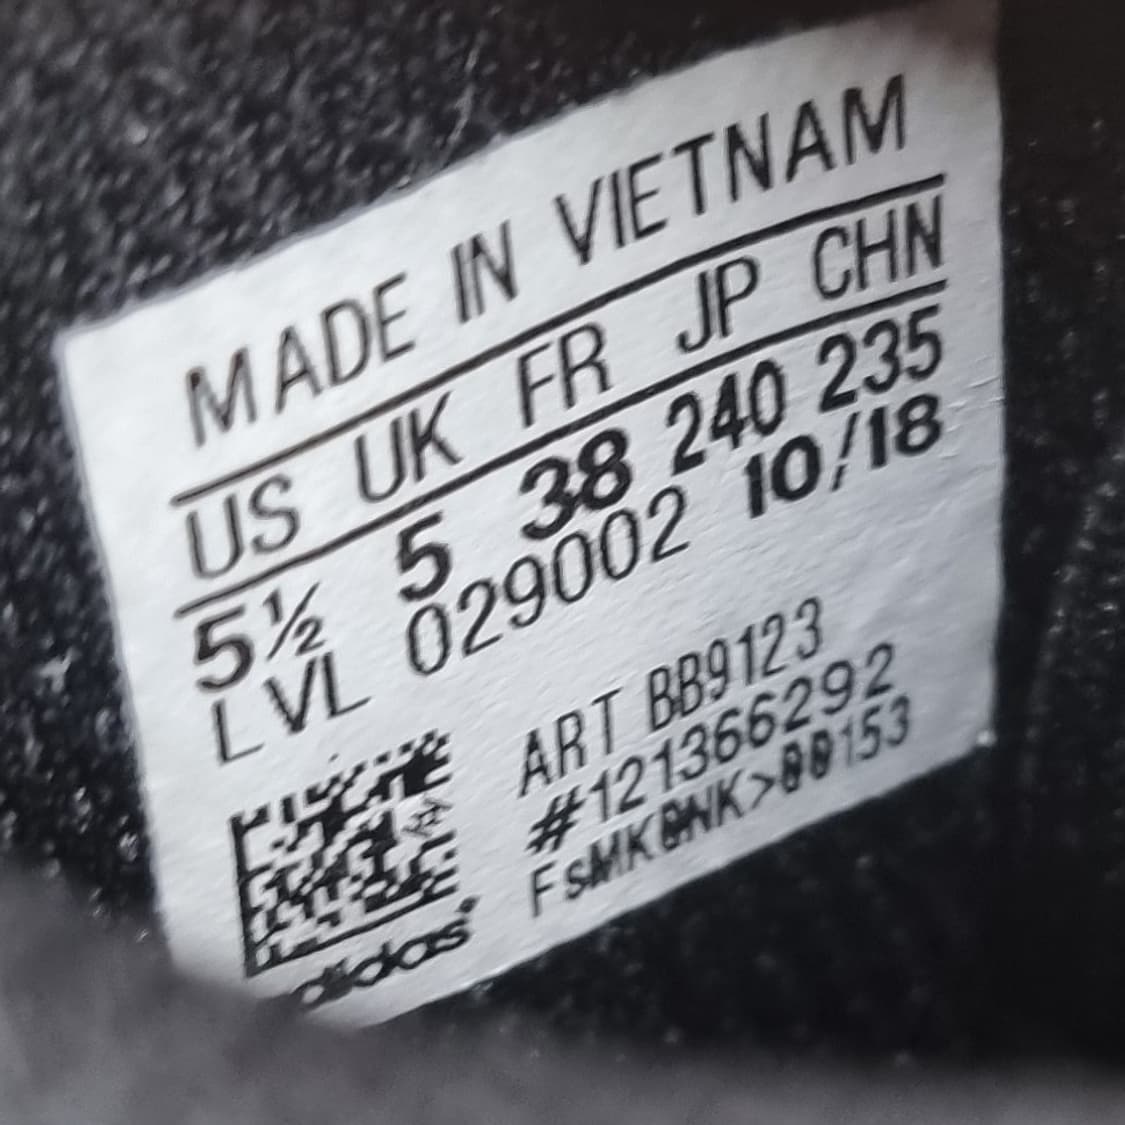 MADE IN VIETNAM
US UK FR JP CHN
5½ 5 38 240 235
LVL 029002 10/18
ART BB9123
#121366292
adidas